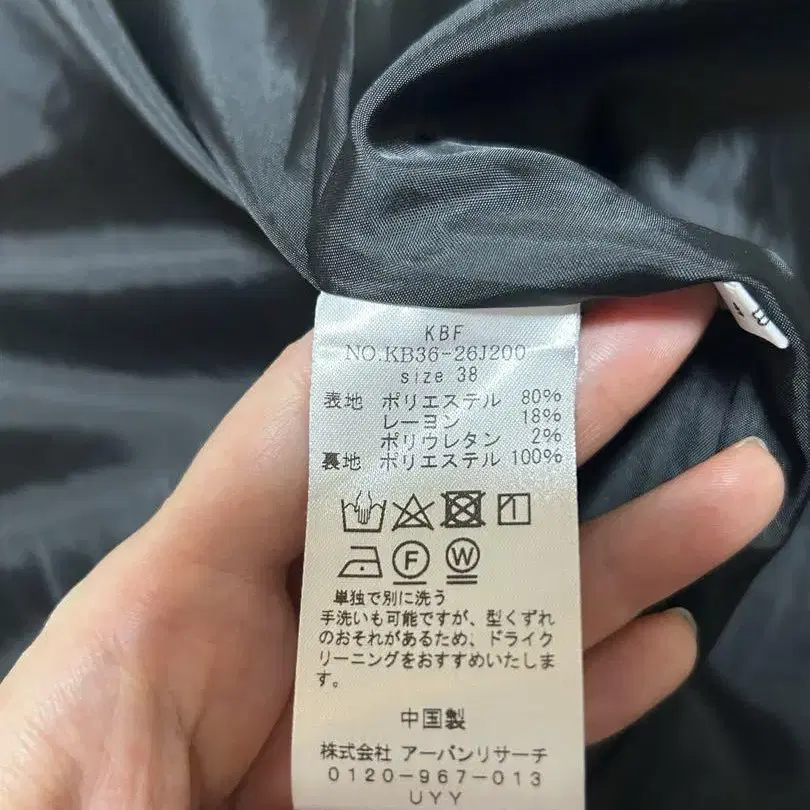 KBF
NO.KB36-26J200
size 38
表地 ポリエステル 80%
レーヨン 18%
ポリウレタン 2%
裏地 ポリエステル 100%
F W
単独で別に洗う
手洗いも可能ですが、型くずれ
のおそれがあるため、ドライク
リーニングをおすすめいたしま
す。
中国製
株式会社 アーバンリサーチ
0120-967-013
UYY